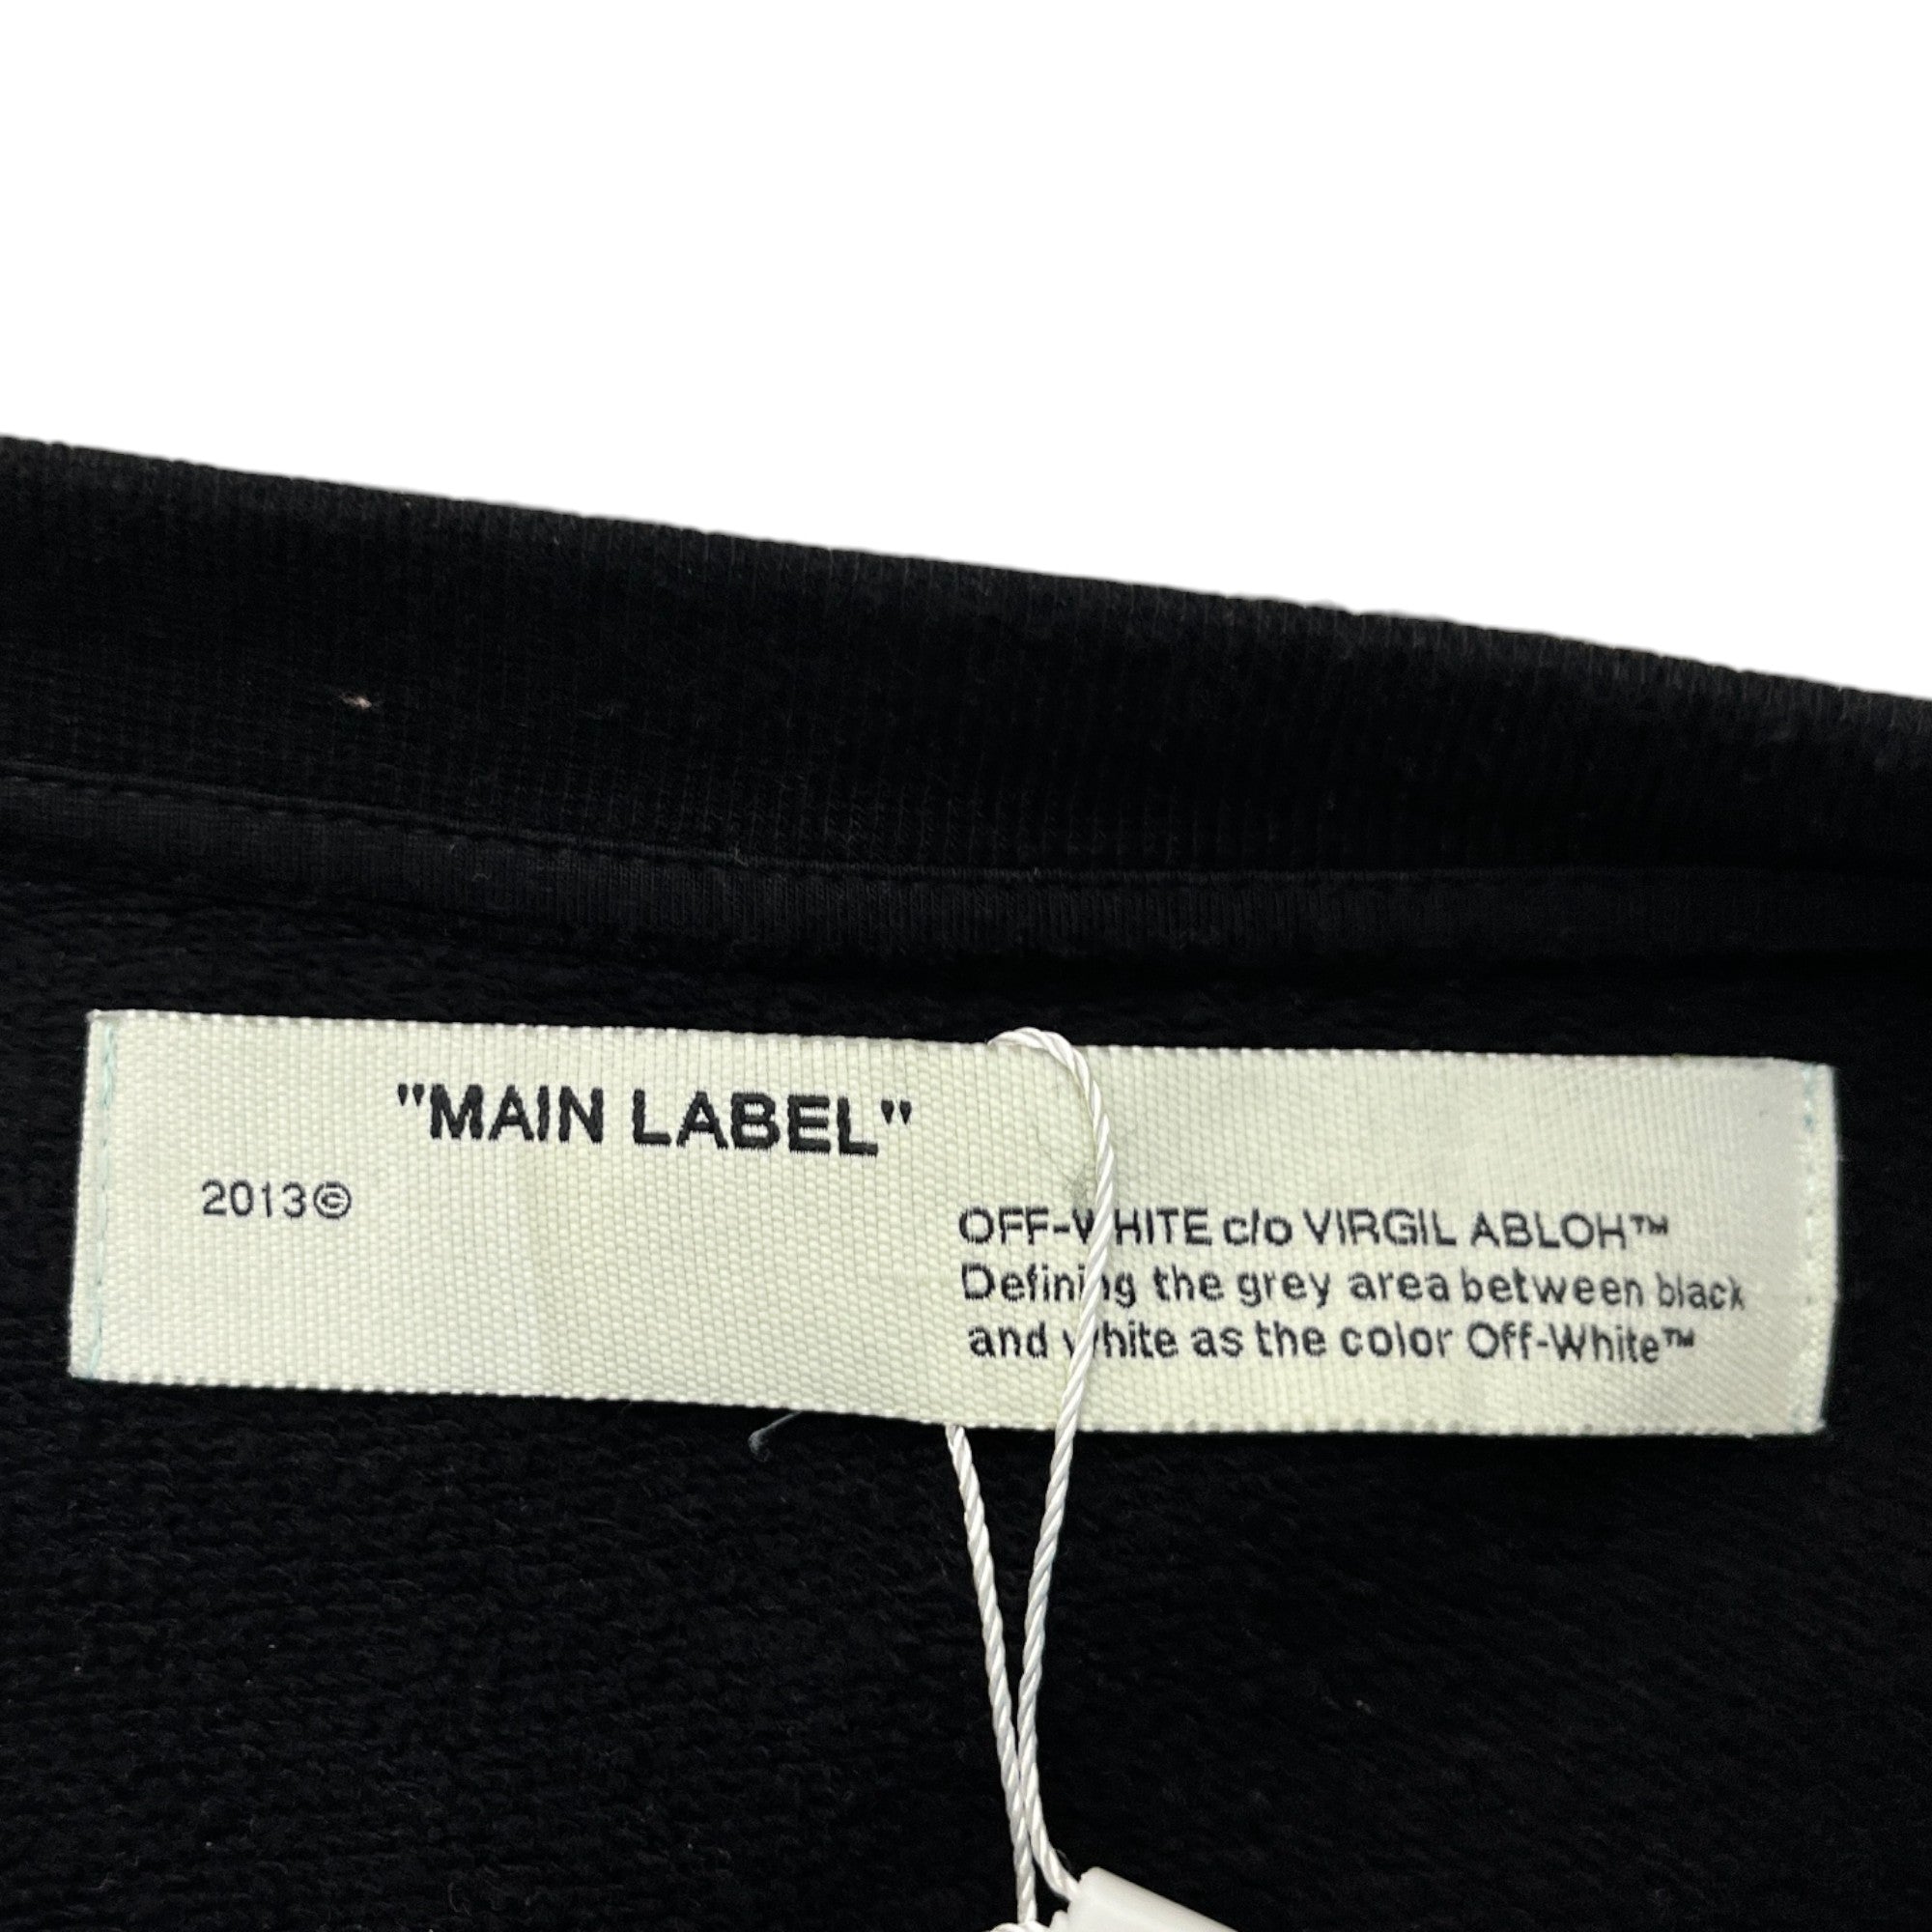 "MAIN LABEL"
2013©
OFF-WHITE c/o VIRGIL ABLOH™
Defining the grey area between black
and white as the color Off-White™